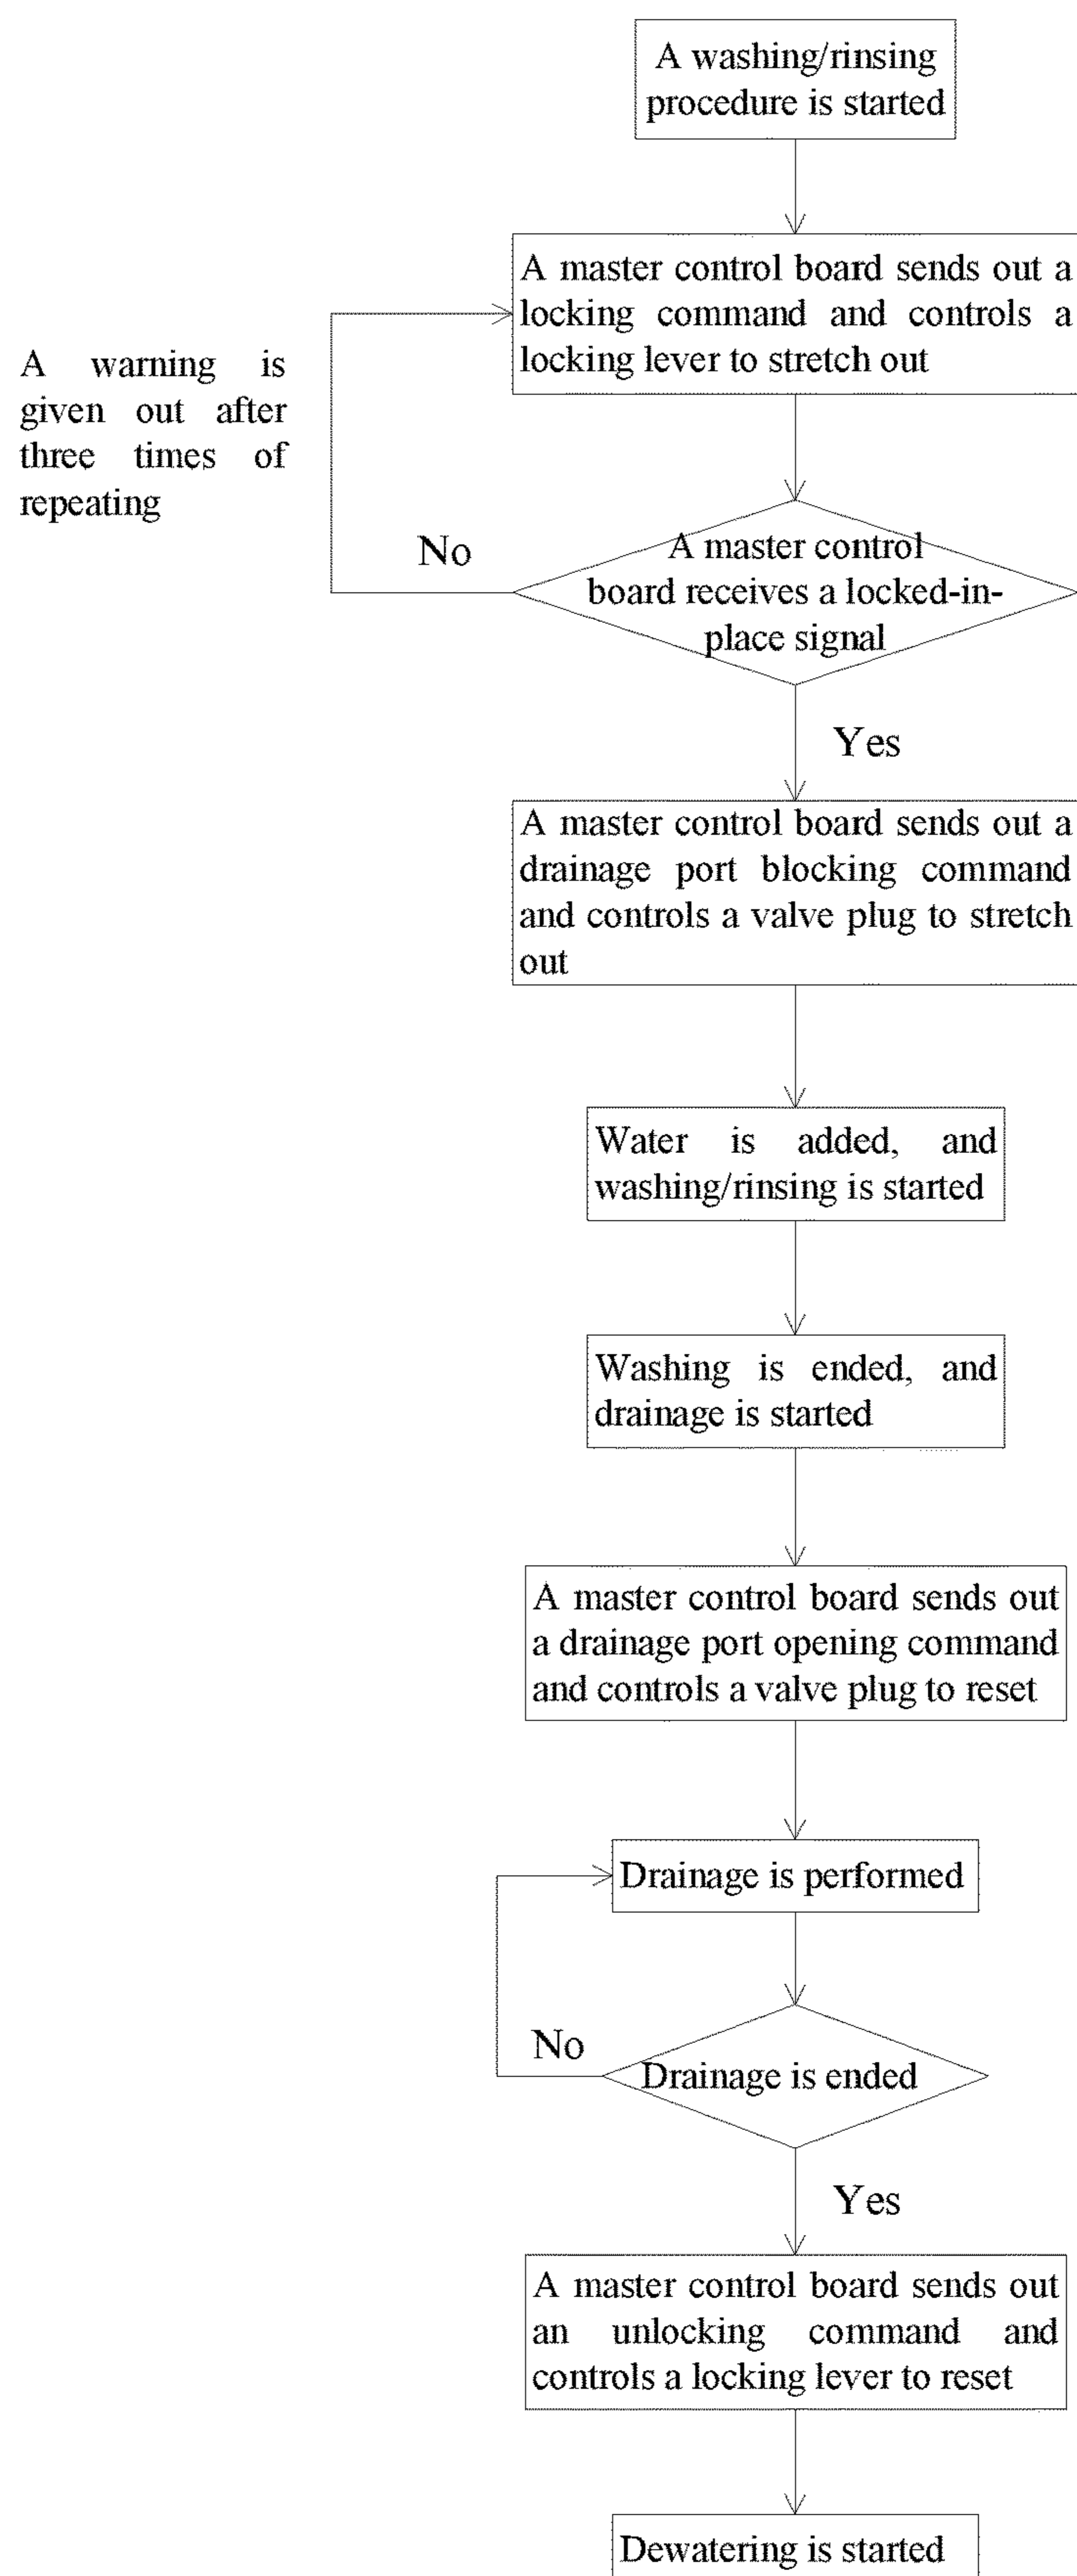 A washing/rinsing
procedure is started
A master control board sends out a
locking command and controls a
locking lever to stretch out
A warning is
given out after
three times of
repeating
No
A master control
board receives a locked-in-
place signal
Yes
A master control board sends out a
drainage port blocking command
and controls a valve plug to stretch
out
Water is added, and
washing/rinsing is started
Washing is ended, and
drainage is started
A master control board sends out
a drainage port opening command
and controls a valve plug to reset
Drainage is performed
No
Drainage is ended
Yes
A master control board sends out
an unlocking command and
controls a locking lever to reset
Dewatering is started